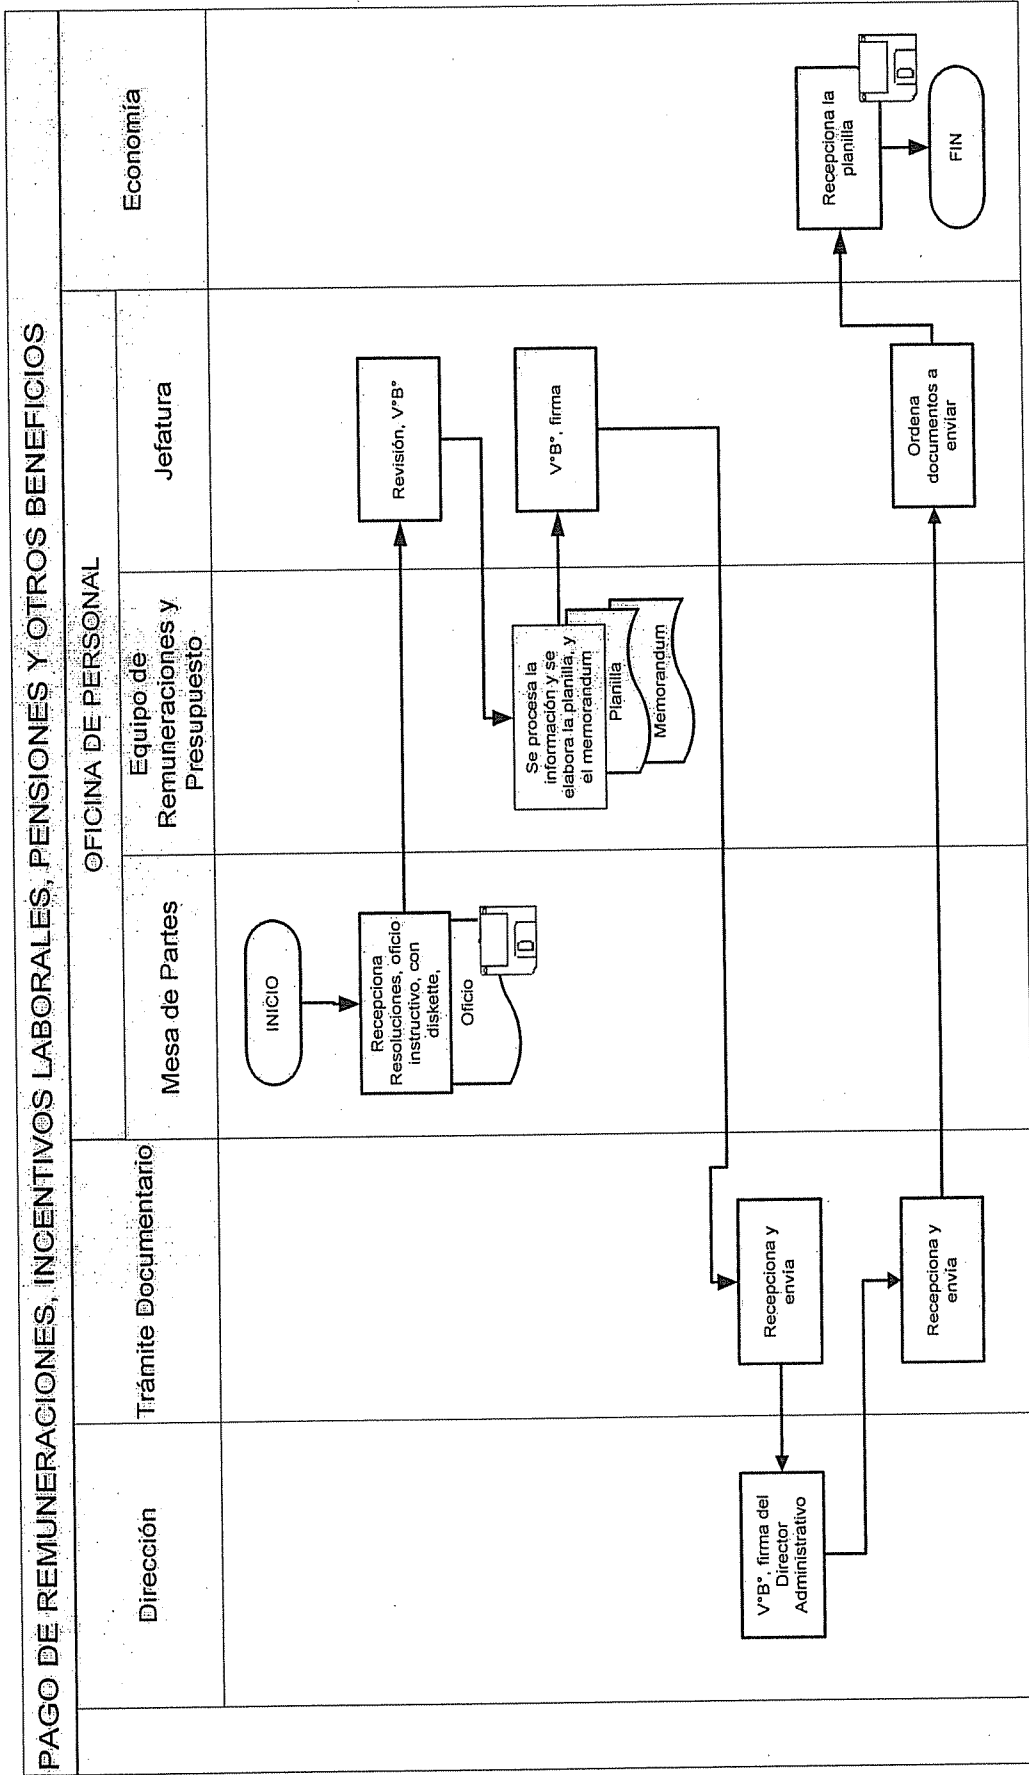 PAGO DE REMUNERACIONES, INCENTIVOS LABORALES, PENSIONES Y OTROS BENEFICIOS
OFICINA DE PERSONAL
Dirección
Trámite Documentario
Mesa de Partes
Equipo de
Remuneraciones y
Presupuesto
Jefatura
Economía
INICIO
Recepciona
Resoluciones, oficio
instructivo, con
diskette,
Oficio
Revisión, V°B°
Se procesa la
información y se
elabora la planilla, y
el memorandum
Planilla
Memorandum
V°B°, firma
Recepciona y
envía
V°B°, firma del
Director
Administrativo
Recepciona y
envía
Ordena
documentos a
envíar
Recepciona la
planilla
FIN